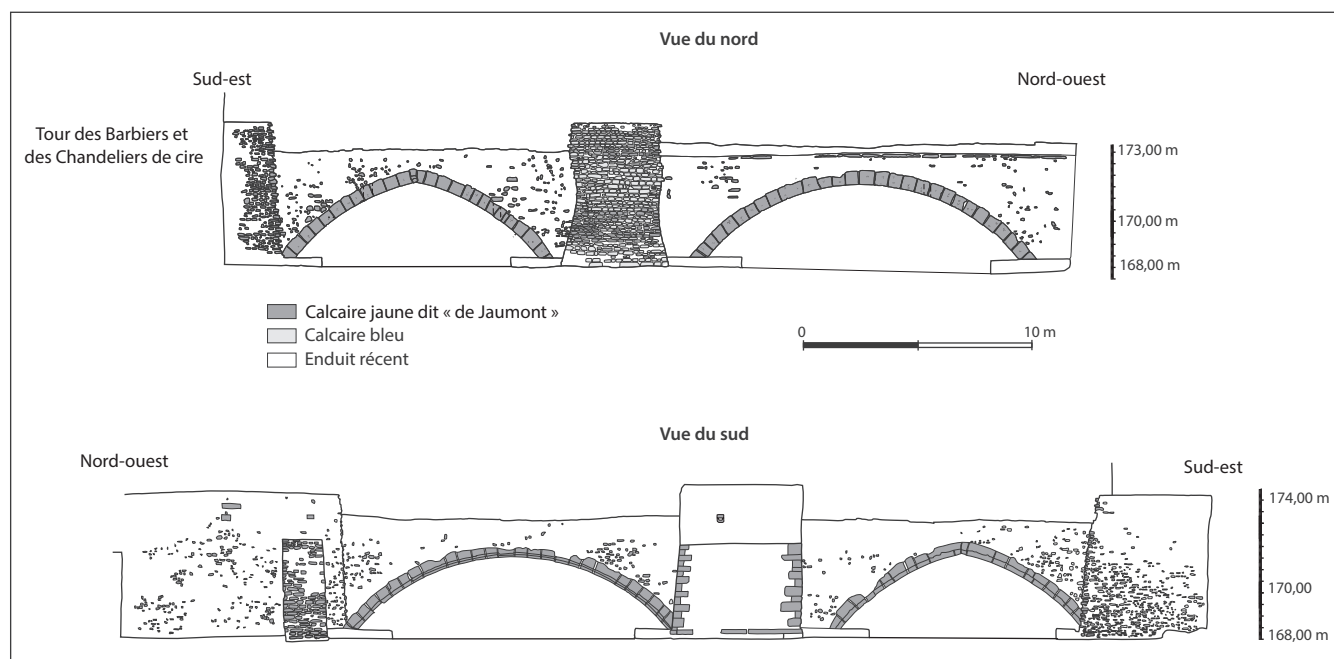 Vue du nord
Sud-est
Nord-ouest
Tour des Barbiers et
des Chandeliers de cire
173,00 m
170,00 m
168,00 m
Calcaire jaune dit « de Jaumont »
Calcaire bleu
Enduit récent
0
10 m
Vue du sud
Nord-ouest
Sud-est
174,00 m
170,00
168,00 m